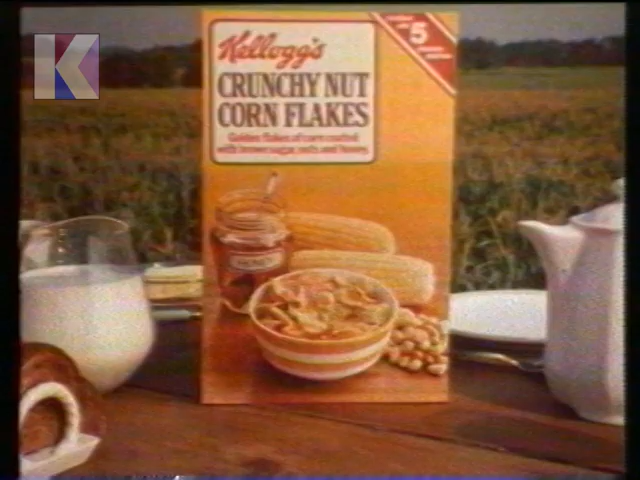 K
Kellogg's
5
CRUNCHY NUT
CORN FLAKES
Golden flakes of corn coated
with brown sugar, nuts and honey